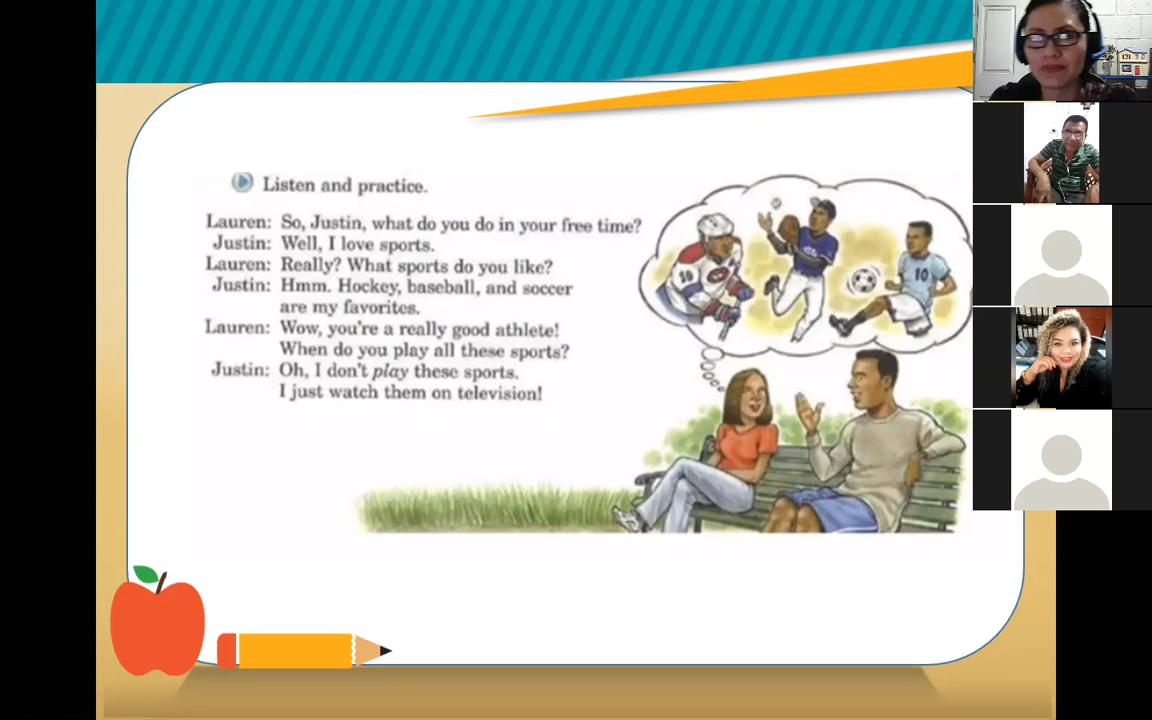 Listen and practice.
Lauren: So, Justin, what do you do in your free time?
Justin: Well, I love sports.
Lauren: Really? What sports do you like?
Justin: Hmm. Hockey, baseball, and soccer
are my favorites.
Lauren: Wow, you're a really good athlete!
When do you play all these sports?
Justin: Oh, I don't play these sports.
I just watch them on television!
10